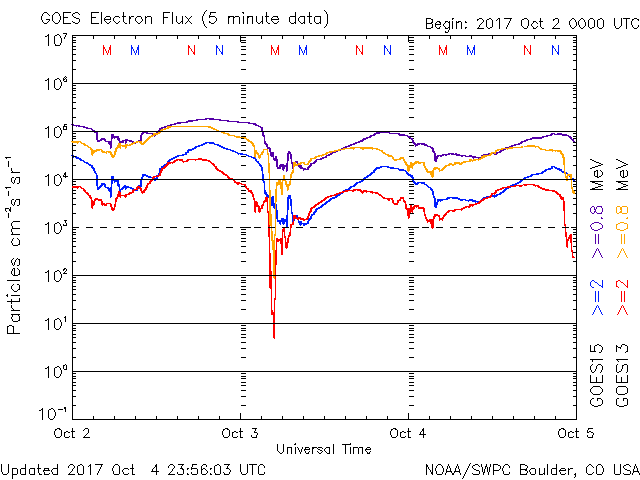 GOES Electron Flux (5 minute data)
Begin: 2017 Oct 2 0000 UTC
10⁷
M M N N M M N N M M N N
10⁶
10⁵
10⁴
10³
10²
10¹
10⁰
10⁻¹
Particles cm⁻²s⁻¹sr⁻¹
Oct 2 Oct 3 Oct 4 Oct 5
Universal Time
GOES15 >=2 >=0.8 MeV
GOES13 >=2 >=0.8 MeV
Updated 2017 Oct 4 23:56:03 UTC
NOAA/SWPC Boulder, CO USA